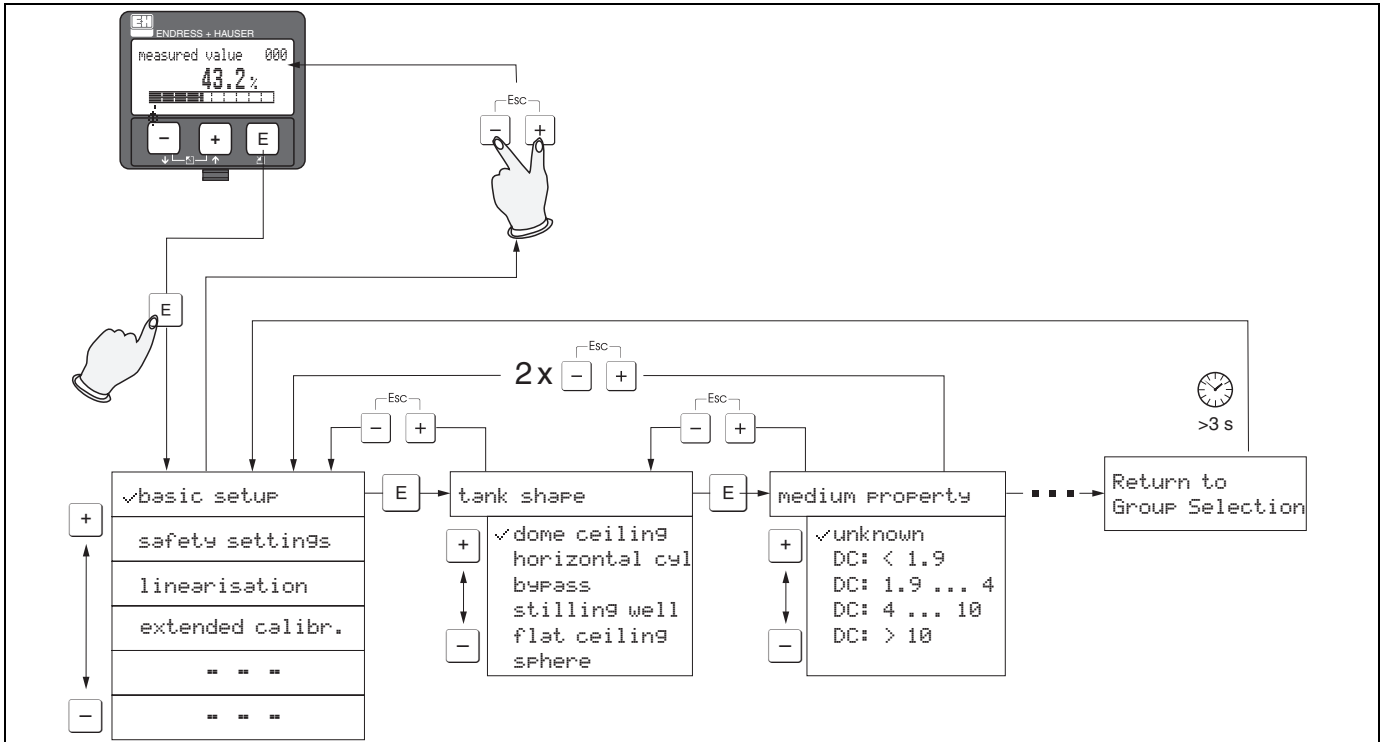 EH
ENDRESS + HAUSER
measured value 000
43.2 %
- + E
Esc
- +
E
Esc
2 x - +
Esc
- +
Esc
- +
>3 s
✓basic setup
E
tank shape
E
medium property
Return to
Group Selection
+
safety settings
linearisation
extended calibr.
-- -- --
-- -- --
-
+
✓dome ceiling
horizontal cyl
bypass
stilling well
flat ceiling
sphere
-
+
✓unknown
DC: < 1.9
DC: 1.9 ... 4
DC: 4 ... 10
DC: > 10
-